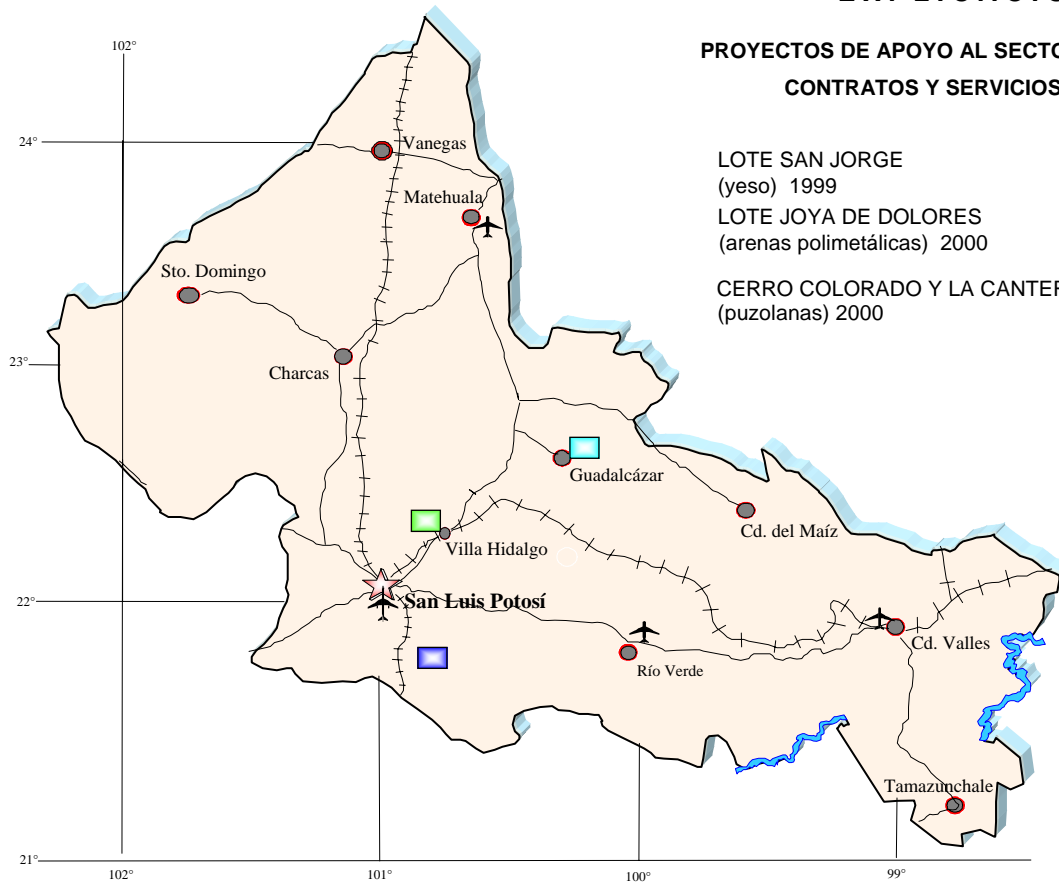 PROYECTOS DE APOYO AL SECTO
CONTRATOS Y SERVICIOS
102°
24°
Vanegas
LOTE SAN JORGE
(yeso) 1999
Matehuala
LOTE JOYA DE DOLORES
(arenas polimetálicas) 2000
Sto. Domingo
CERRO COLORADO Y LA CANTER
(puzolanas) 2000
23°
Charcas
Guadalcázar
Cd. del Maíz
Villa Hidalgo
22°
San Luis Potosí
Cd. Valles
Río Verde
Tamazunchale
21°
102°
101°
100°
99°